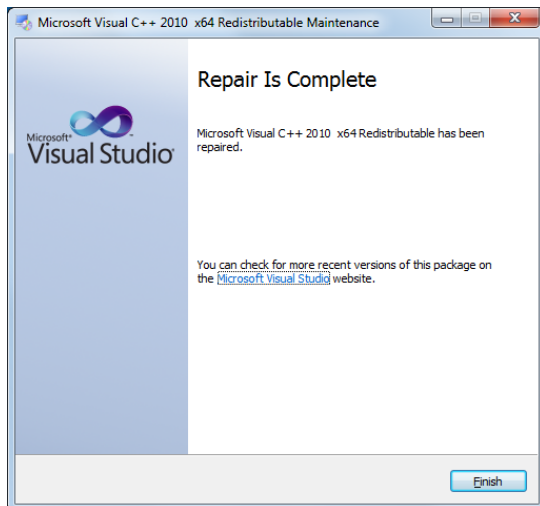 Microsoft Visual C++ 2010 x64 Redistributable Maintenance
Repair Is Complete
Microsoft®
Visual Studio®
Microsoft Visual C++ 2010 x64 Redistributable has been
repaired.
You can check for more recent versions of this package on
the Microsoft Visual Studio website.
Finish